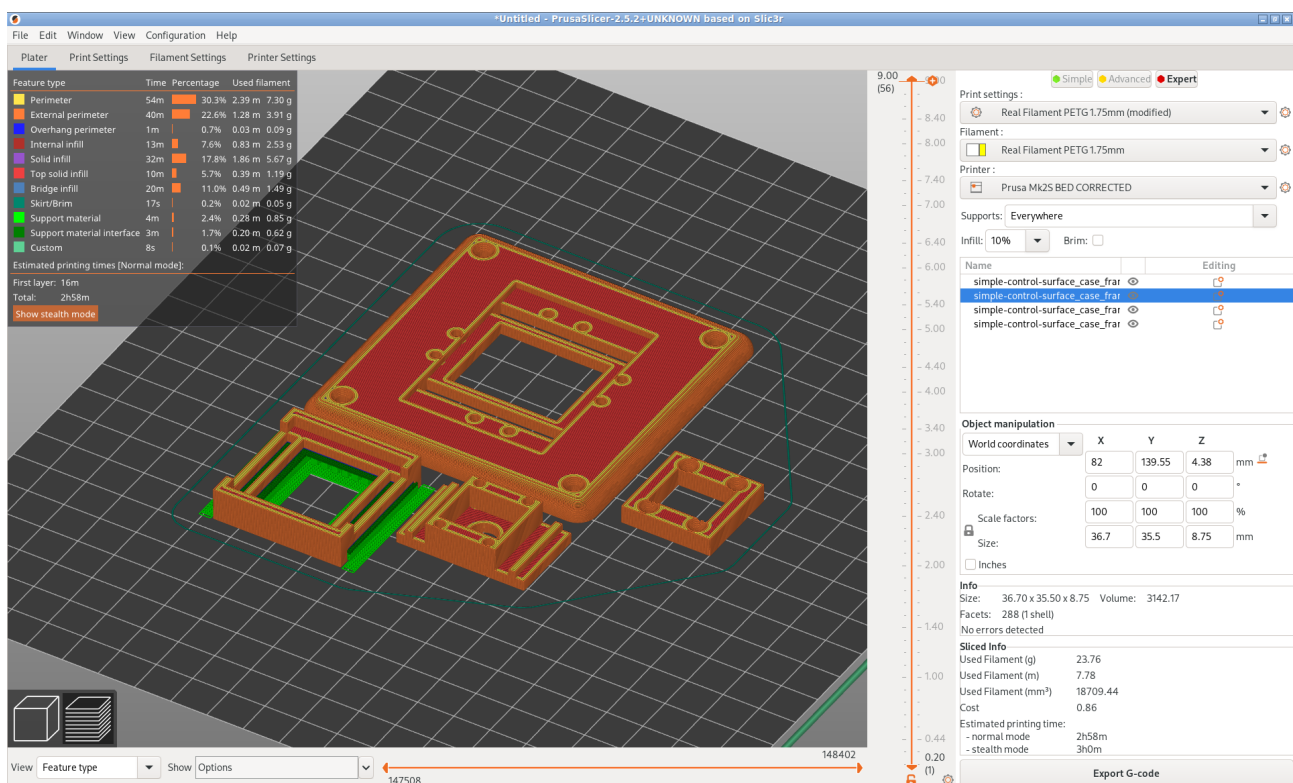 *Untitled - PrusaSlicer-2.5.2+UNKNOWN based on Slic3r
File Edit Window View Configuration Help
Plater Print Settings Filament Settings Printer Settings
Feature type Time Percentage Used filament
Perimeter 54m 30.3% 2.39 m 7.30 g
External perimeter 40m 22.6% 1.28 m 3.91 g
Overhang perimeter 1m 0.7% 0.03 m 0.09 g
Internal infill 13m 7.6% 0.83 m 2.53 g
Solid infill 32m 17.8% 1.86 m 5.67 g
Top solid infill 10m 5.7% 0.39 m 1.19 g
Bridge infill 20m 11.0% 0.49 m 1.49 g
Skirt/Brim 17s 0.2% 0.02 m 0.05 g
Support material 4m 2.4% 0.28 m 0.85 g
Support material interface 3m 1.7% 0.20 m 0.62 g
Custom 8s 0.1% 0.02 m 0.07 g
Estimated printing times [Normal mode]:
First layer: 16m
Total: 2h58m
Show stealth mode
9.00
(56)
8.40
8.00
7.40
7.00
6.40
6.00
5.40
5.00
4.40
4.00
3.40
3.00
2.40
2.00
1.40
1.00
0.44
0.20
(1)
View Feature type Show Options
148402
147508
Simple Advanced Expert
Print settings :
Real Filament PETG 1.75mm (modified)
Filament :
Real Filament PETG 1.75mm
Printer :
Prusa Mk2S BED CORRECTED
Supports: Everywhere
Infill: 10% Brim:
Name Editing
simple-control-surface_case_frar
simple-control-surface_case_frar
simple-control-surface_case_frar
simple-control-surface_case_frar
Object manipulation
World coordinates X Y Z
Position: 82 139.55 4.38 mm
Rotate: 0 0 0 °
Scale factors: 100 100 100 %
Size: 36.7 35.5 8.75 mm
Inches
Info
Size: 36.70 x 35.50 x 8.75 Volume: 3142.17
Facets: 288 (1 shell)
No errors detected
Sliced Info
Used Filament (g) 23.76
Used Filament (m) 7.78
Used Filament (mm³) 18709.44
Cost 0.86
Estimated printing time:
- normal mode 2h58m
- stealth mode 3h0m
Export G-code